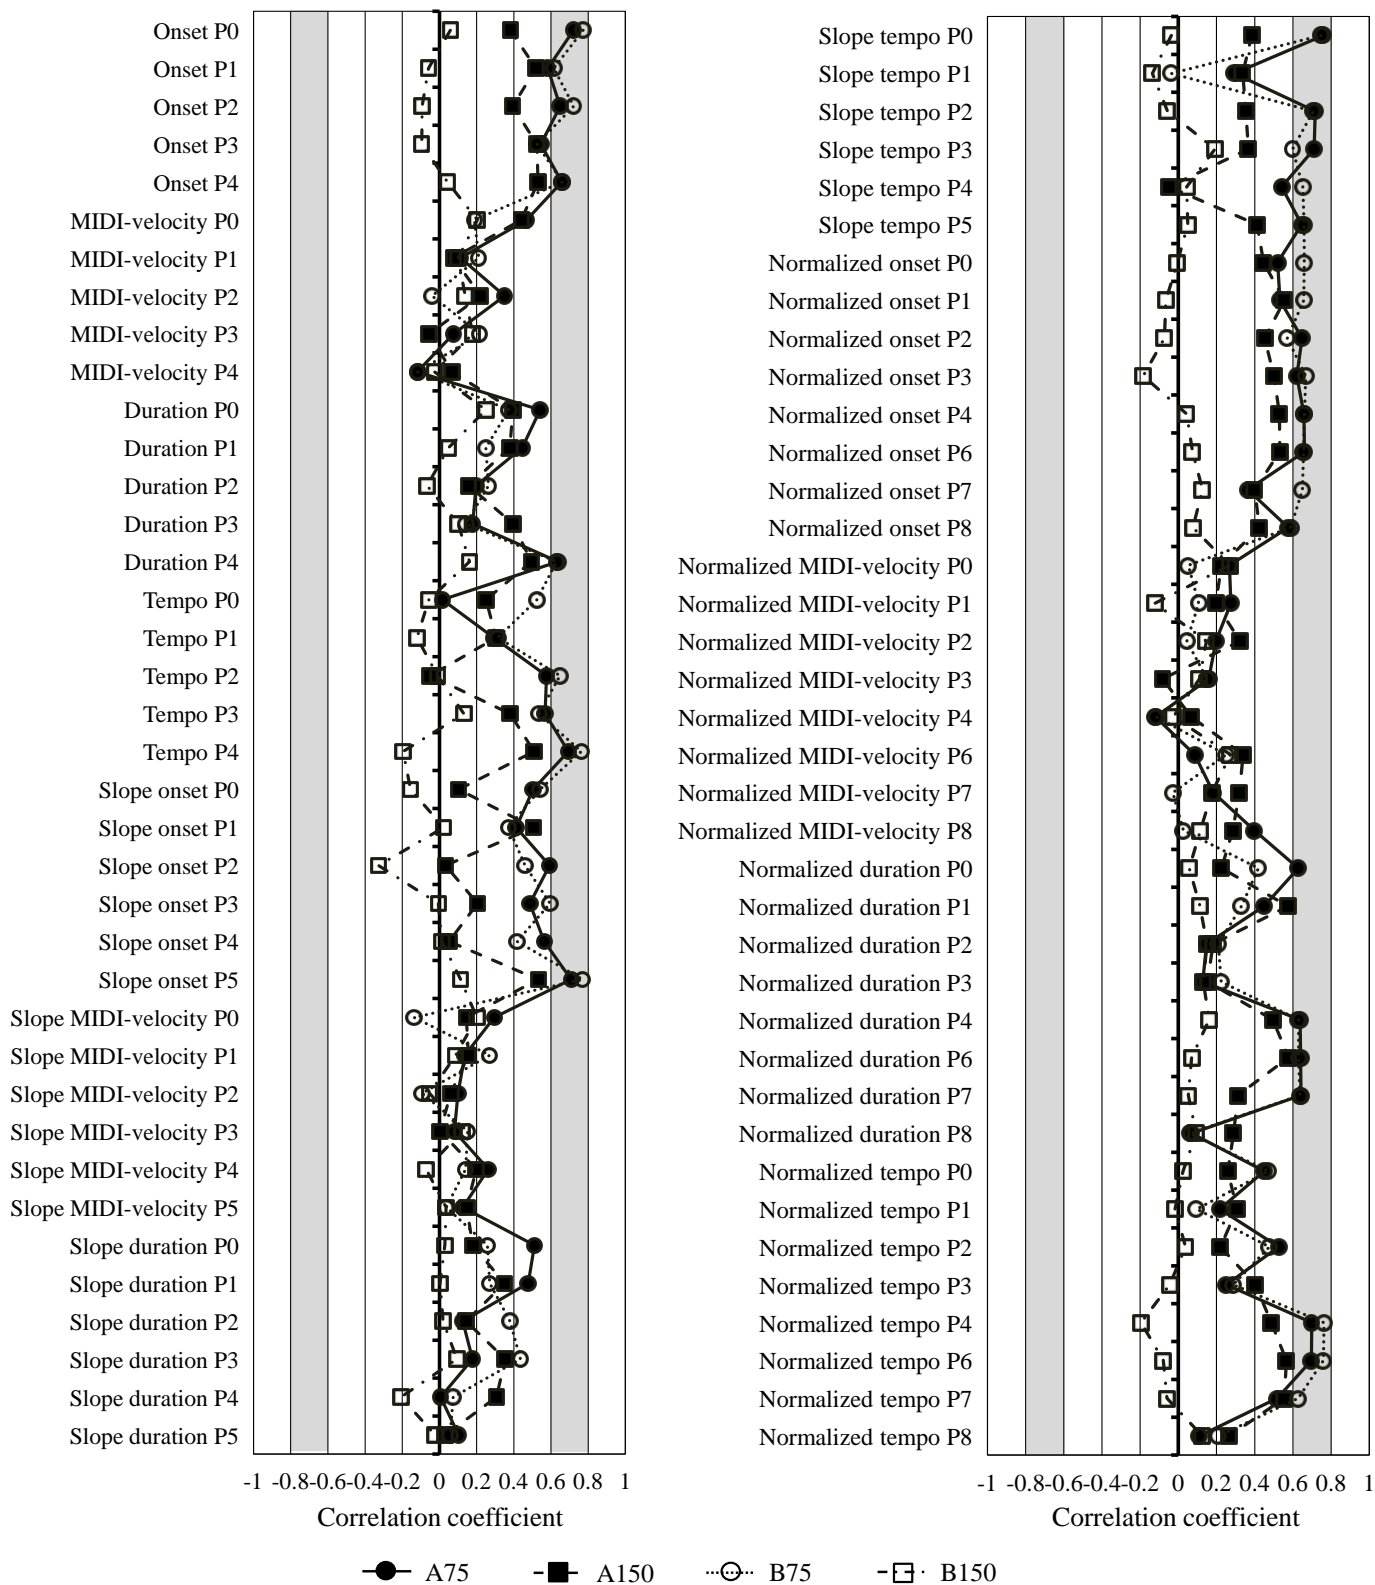 Onset P0
Onset P1
Onset P2
Onset P3
Onset P4
MIDI-velocity P0
MIDI-velocity P1
MIDI-velocity P2
MIDI-velocity P3
MIDI-velocity P4
Duration P0
Duration P1
Duration P2
Duration P3
Duration P4
Tempo P0
Tempo P1
Tempo P2
Tempo P3
Tempo P4
Slope onset P0
Slope onset P1
Slope onset P2
Slope onset P3
Slope onset P4
Slope onset P5
Slope MIDI-velocity P0
Slope MIDI-velocity P1
Slope MIDI-velocity P2
Slope MIDI-velocity P3
Slope MIDI-velocity P4
Slope MIDI-velocity P5
Slope duration P0
Slope duration P1
Slope duration P2
Slope duration P3
Slope duration P4
Slope duration P5
-1 -0.8-0.6-0.4-0.2 0 0.2 0.4 0.6 0.8 1
Correlation coefficient
Slope tempo P0
Slope tempo P1
Slope tempo P2
Slope tempo P3
Slope tempo P4
Slope tempo P5
Normalized onset P0
Normalized onset P1
Normalized onset P2
Normalized onset P3
Normalized onset P4
Normalized onset P6
Normalized onset P7
Normalized onset P8
Normalized MIDI-velocity P0
Normalized MIDI-velocity P1
Normalized MIDI-velocity P2
Normalized MIDI-velocity P3
Normalized MIDI-velocity P4
Normalized MIDI-velocity P6
Normalized MIDI-velocity P7
Normalized MIDI-velocity P8
Normalized duration P0
Normalized duration P1
Normalized duration P2
Normalized duration P3
Normalized duration P4
Normalized duration P6
Normalized duration P7
Normalized duration P8
Normalized tempo P0
Normalized tempo P1
Normalized tempo P2
Normalized tempo P3
Normalized tempo P4
Normalized tempo P6
Normalized tempo P7
Normalized tempo P8
-1 -0.8-0.6-0.4-0.2 0 0.2 0.4 0.6 0.8 1
Correlation coefficient
A75 A150 B75 B150